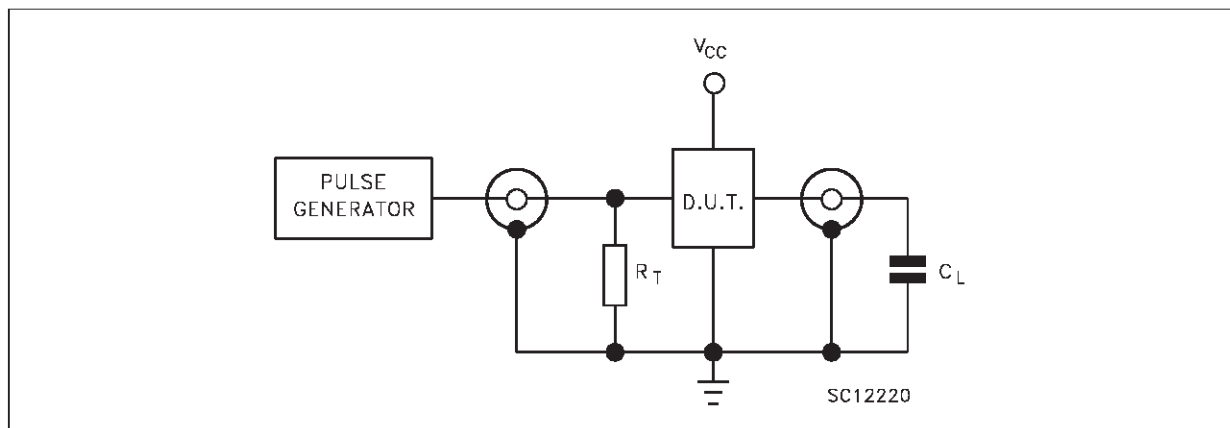 VCC
PULSE
GENERATOR
D.U.T.
RT
CL
SC12220